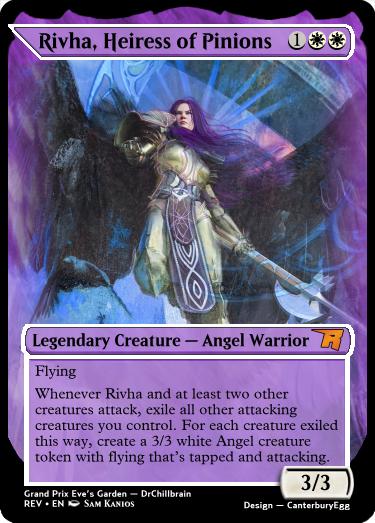 Rivha, Heiress of Pinions 1
Legendary Creature — Angel Warrior R
Flying
Whenever Rivha and at least two other
creatures attack, exile all other attacking
creatures you control. For each creature exiled
this way, create a 3/3 white Angel creature
token with flying that's tapped and attacking.
3/3
Grand Prix Eve's Garden — DrChillbrain
REV • EN Sam Kanios
Design — CanterburyEgg